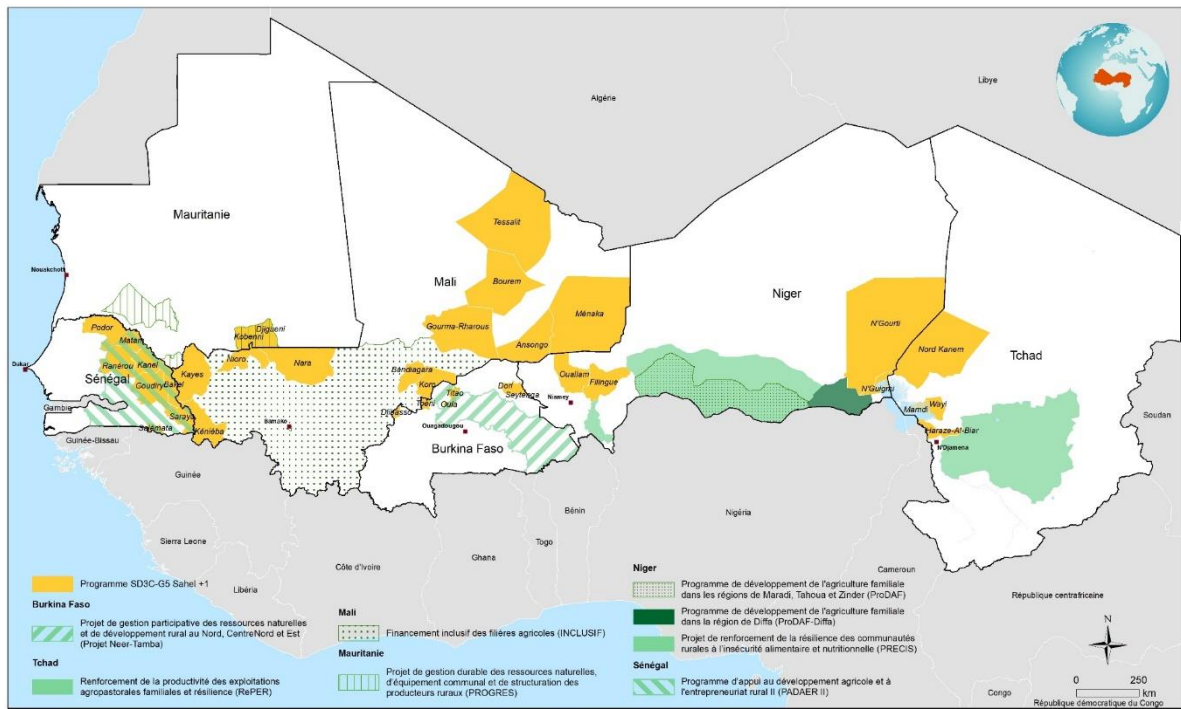 Algérie
Libye
Mauritanie
Tessalit
Nouakchott
Mali
Bourem
Niger
N'Gourti
Ménaka
Gourma-Rharous
Nord Kanem
Tchad
Podor
Djigueni
Kobenni
Ansongo
Matam
Nioro
Nara
Ranérou
Kanel
Kayes
Bandiagara
Ouallam
Filingue
N'Guigmi
Dakar
Sénégal
Goudiry
Bakel
Koro
Dori
Seytenga
Titao
Oula
Niamey
Mamdi
Wayi
Soudan
Gambie
Saraya
Toeni
Djibasso
Salémata
Kéniéba
Bamako
Ouagadougou
Haraze-Al-Biar
N'Djamena
Guinée-Bissau
Burkina Faso
Guinée
Bénin
Nigéria
Sierra Leone
Togo
Côte d'Ivoire
Ghana
Cameroun
Libéria
République centrafricaine
Programme SD3C-G5 Sahel +1
Burkina Faso
Projet de gestion participative des ressources naturelles
et de développement rural au Nord, CentreNord et Est
(Projet Neer-Tamba)
Tchad
Renforcement de la productivité des exploitations
agropastorales familiales et résilience (RePER)
Mali
Financement inclusif des filières agricoles (INCLUSIF)
Mauritanie
Projet de gestion durable des ressources naturelles,
d'équipement communal et de structuration des
producteurs ruraux (PROGRES)
Niger
Programme de développement de l'agriculture familiale
dans les régions de Maradi, Tahoua et Zinder (ProDAF)
Programme de développement de l'agriculture familiale
dans la région de Diffa (ProDAF-Diffa)
Projet de renforcement de la résilience des communautés
rurales à l'insécurité alimentaire et nutritionnelle (PRECIS)
Sénégal
Programme d'appui au développement agricole et à
l'entrepreneuriat rural II (PADAER II)
N
0 250
km
Congo
République démocratique du Congo